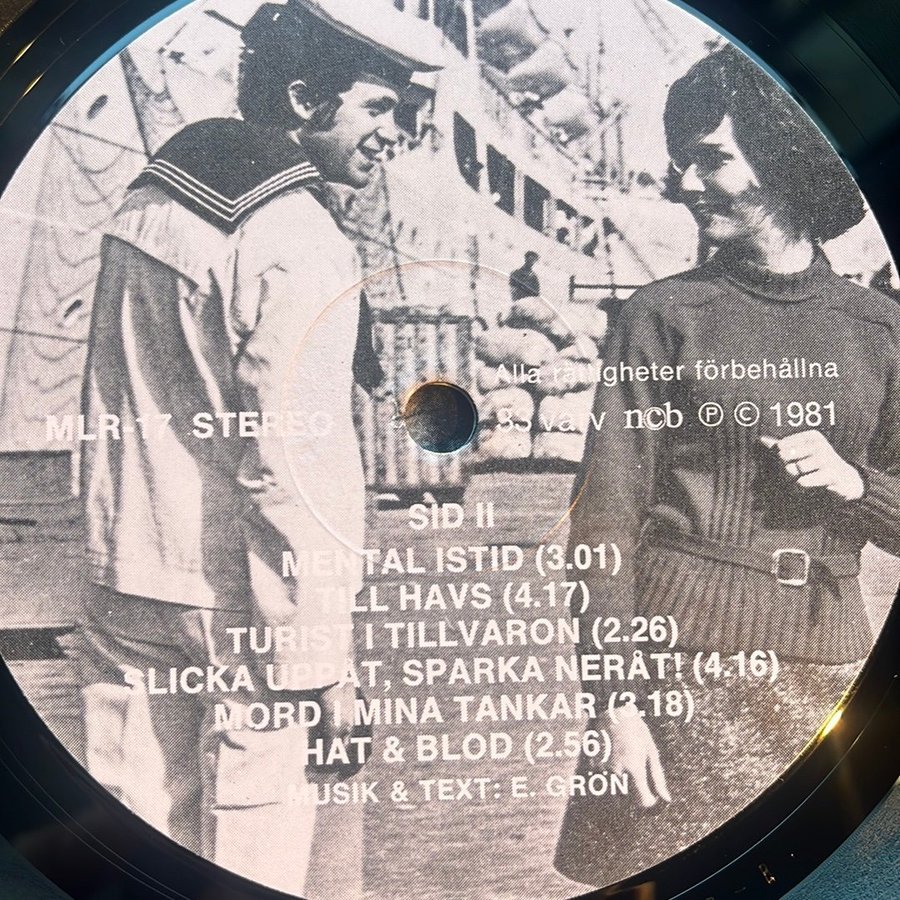 Alla rättigheter förbehållna
MLR-17 STEREO 33 varv ncb Ⓟ © 1981
SID II
MENTAL ISTID (3.01)
TILL HAVS (4.17)
TURIST I TILLVARON (2.26)
SLICKA UPPÅT, SPARKA NERÅT! (4.16)
MORD I MINA TANKAR (3.18)
HAT & BLOD (2.56)
MUSIK & TEXT: E. GRÖN